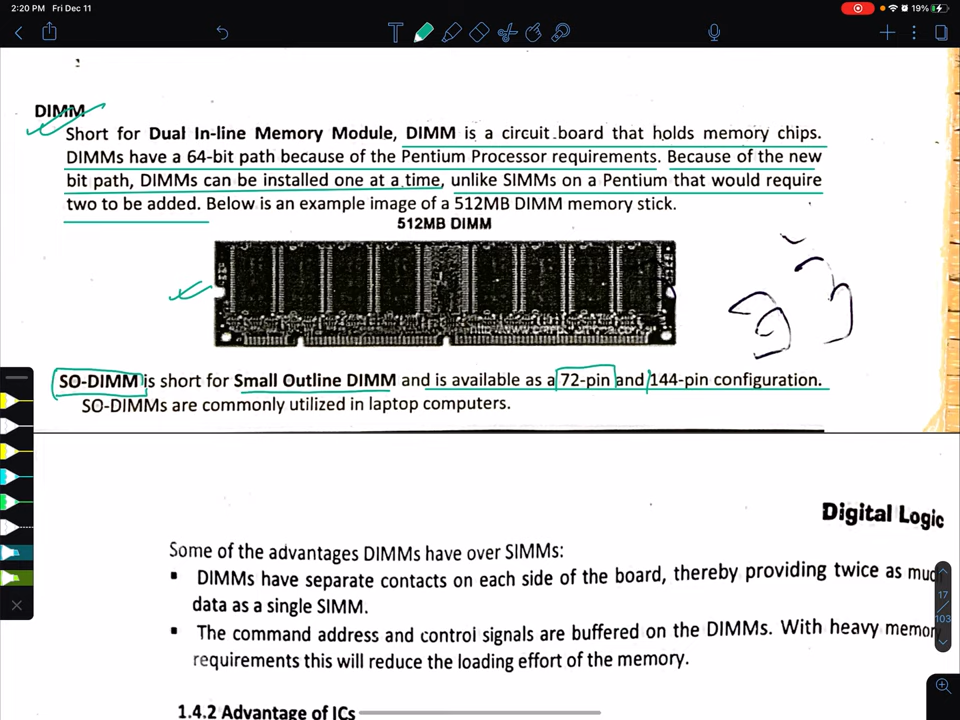 2:20 PM Fri Dec 11
19%
DIMM
Short for Dual In-line Memory Module, DIMM is a circuit board that holds memory chips.
DIMMs have a 64-bit path because of the Pentium Processor requirements. Because of the new
bit path, DIMMs can be installed one at a time, unlike SIMMs on a Pentium that would require
two to be added. Below is an example image of a 512MB DIMM memory stick.
512MB DIMM
SO-DIMM is short for Small Outline DIMM and is available as a 72-pin and 144-pin configuration.
SO-DIMMs are commonly utilized in laptop computers.
Digital Logic
Some of the advantages DIMMs have over SIMMs:
▪ DIMMs have separate contacts on each side of the board, thereby providing twice as much
data as a single SIMM.
▪ The command address and control signals are buffered on the DIMMs. With heavy memor
requirements this will reduce the loading effort of the memory.
17
103
1.4.2 Advantage of ICs